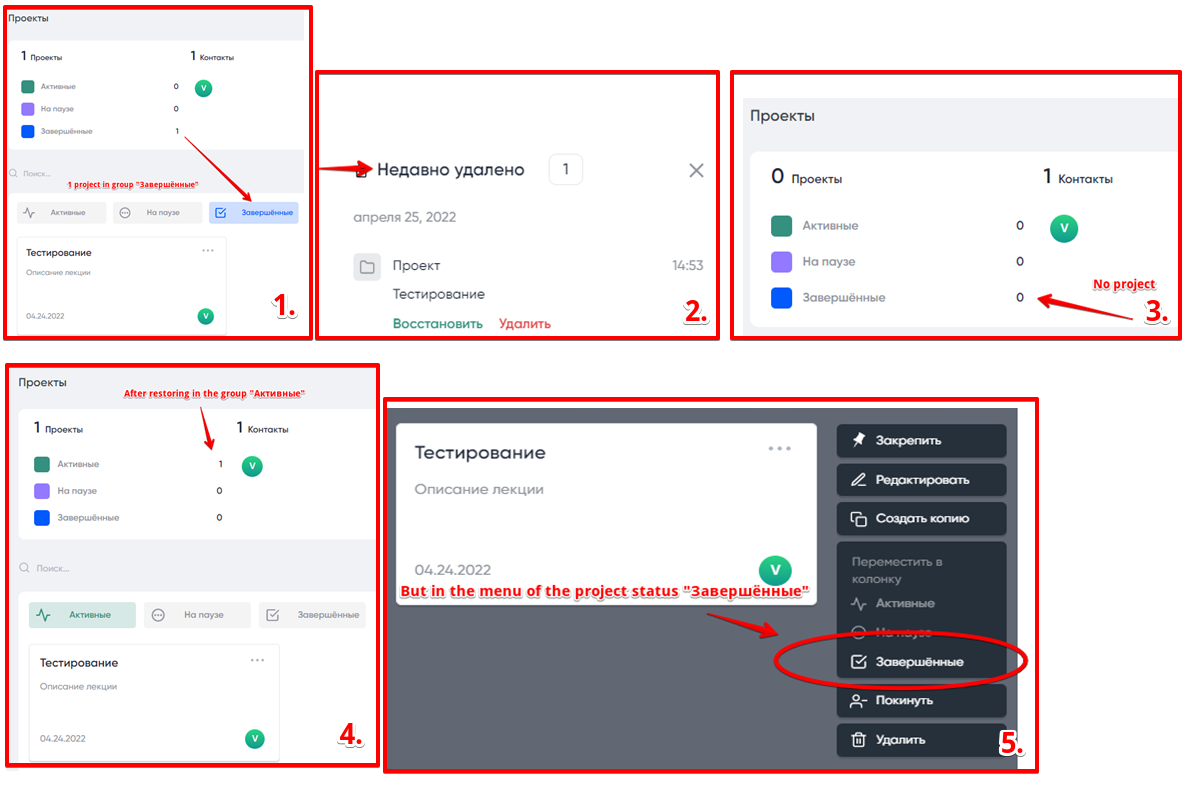 Проекты
1 Проекты
1 Контакты
Активные 0
V
На паузе 0
Завершённые 1
Поиск...
1 project in group "Завершённые"
Активные
На паузе
Завершённые
Тестирование
Описание лекции
04.24.2022
V
1.
Недавно удалено
1
апреля 25, 2022
Проект
14:53
Тестирование
Восстановить
Удалить
2.
Проекты
0 Проекты
1 Контакты
Активные 0
V
На паузе 0
Завершённые 0
No project
3.
Проекты
After restoring in the group "Активные"
1 Проекты
1 Контакты
Активные 1
V
На паузе 0
Завершённые 0
Поиск...
Активные
На паузе
Завершённые
Тестирование
Описание лекции
04.24.2022
V
4.
Тестирование
Описание лекции
04.24.2022
V
But in the menu of the project status "Завершённые"
Закрепить
Редактировать
Создать копию
Переместить в
колонку
Активные
На паузе
Завершённые
Покинуть
Удалить
5.